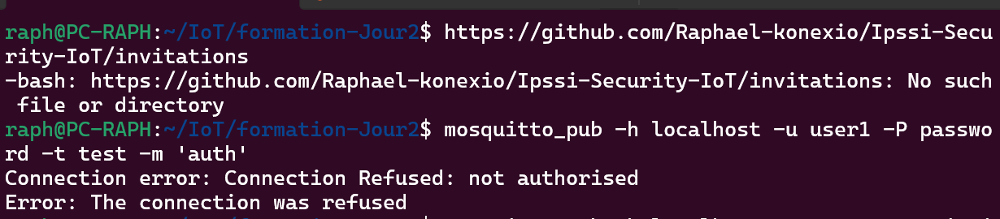 raph@PC-RAPH:~/IoT/formation-Jour2$ https://github.com/Raphael-konexio/Ipssi-Secu
rity-IoT/invitations
-bash: https://github.com/Raphael-konexio/Ipssi-Security-IoT/invitations: No such
 file or directory
raph@PC-RAPH:~/IoT/formation-Jour2$ mosquitto_pub -h localhost -u user1 -P passwo
rd -t test -m 'auth'
Connection error: Connection Refused: not authorised
Error: The connection was refused